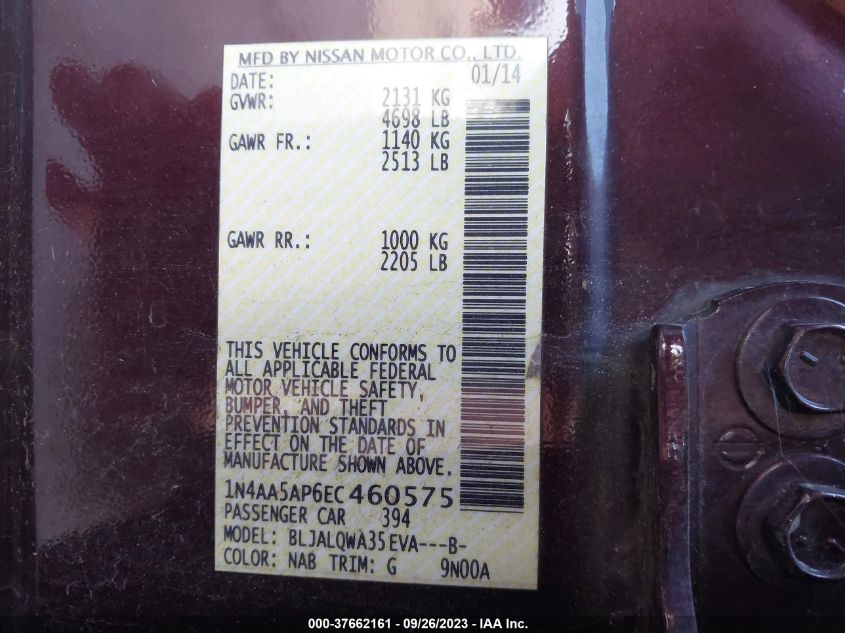 MFD BY NISSAN MOTOR CO., LTD.
DATE: 01/14
GVWR: 2131 KG
4698 LB
GAWR FR.: 1140 KG
2513 LB
GAWR RR.: 1000 KG
2205 LB
THIS VEHICLE CONFORMS TO
ALL APPLICABLE FEDERAL
MOTOR VEHICLE SAFETY,
BUMPER, AND THEFT
PREVENTION STANDARDS IN
EFFECT ON THE DATE OF
MANUFACTURE SHOWN ABOVE.
1N4AA5AP6EC460575
PASSENGER CAR 394
MODEL: BLJALQWA35EVA---B-
COLOR: NAB TRIM: G 9N00A
000-37662161 - 09/26/2023 - IAA Inc.